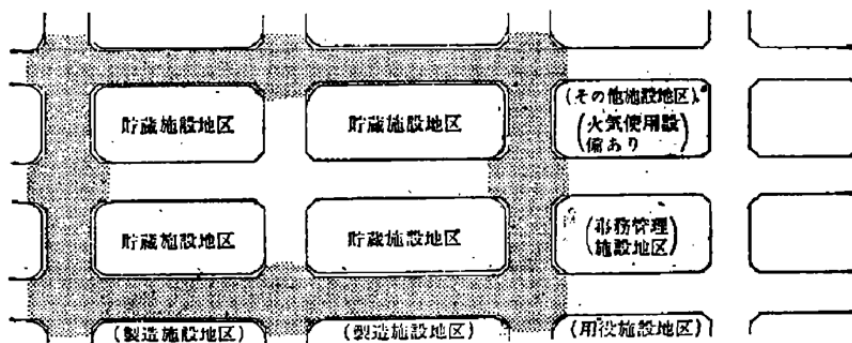 貯蔵施設地区
貯蔵施設地区
(その他施設地区)
(火気使用設
備あり)
貯蔵施設地区
貯蔵施設地区
(事務管理
施設地区)
(製造施設地区)
(製造施設地区)
(用役施設地区)